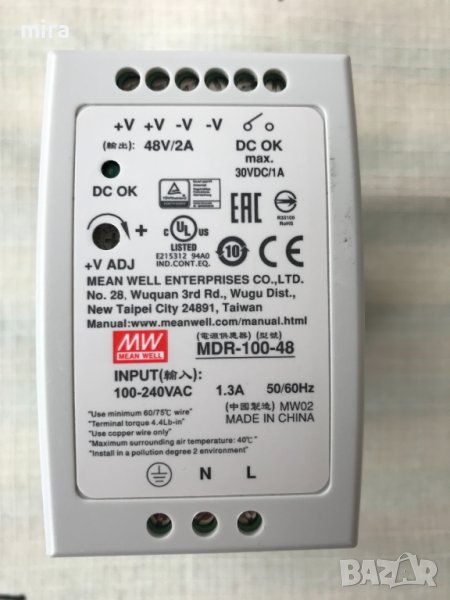 mira
+V +V -V -V
(輸出): 48V/2A
DC OK
max.
30VDC/1A
DC OK
+
+V ADJ
c UL us
LISTED
E215312 94A0
IND.CONT.EQ.
EAC
10
R33100
RoHS
MEAN WELL ENTERPRISES CO.,LTD.
No. 28, Wuquan 3rd Rd., Wugu Dist.,
New Taipei City 24891, Taiwan
Manual:www.meanwell.com/manual.html
MW
MEAN WELL
(電源供應器) (型號)
MDR-100-48
INPUT(輸入):
100-240VAC 1.3A 50/60Hz
(中國製造) MW02
MADE IN CHINA
"Use minimum 60/75℃ wire"
"Terminal torque 4.4Lb-in"
"Use copper wire only"
"Maximum surrounding air temperature: 40℃"
"Install in a pollution degree 2 environment"
N L
BAZAR